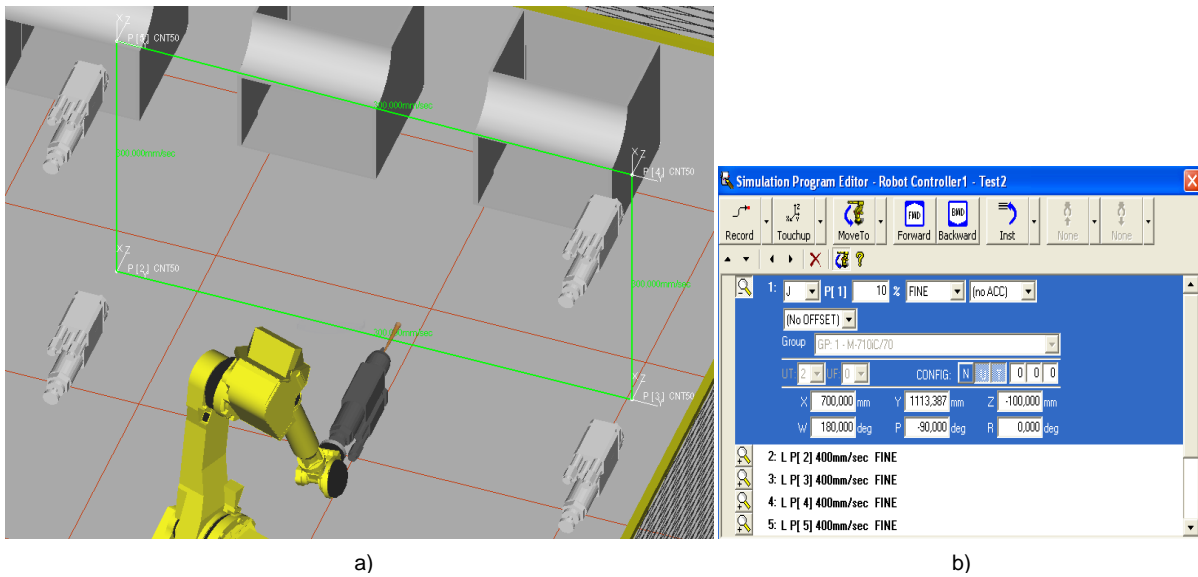 X Z
P [5] CNT50
X Z
P [4] CNT50
X Z
P [2] CNT50
X Z
P [3] CNT50
a)
Simulation Program Editor - Robot Controller1 - Test2
Record Touchup MoveTo FWD Forward BWD Backward Inst None None
1: J P[ 1] 10 % FINE (no ACC)
(No OFFSET)
Group GP: 1 - M-710iC/70
UT: 2 UF: 0 CONFIG: N U T 0 0 0
X 700,000 mm Y 1113,387 mm Z -100,000 mm
W 180,000 deg P -90,000 deg R 0,000 deg
2: L P[ 2] 400mm/sec FINE
3: L P[ 3] 400mm/sec FINE
4: L P[ 4] 400mm/sec FINE
5: L P[ 5] 400mm/sec FINE
b)